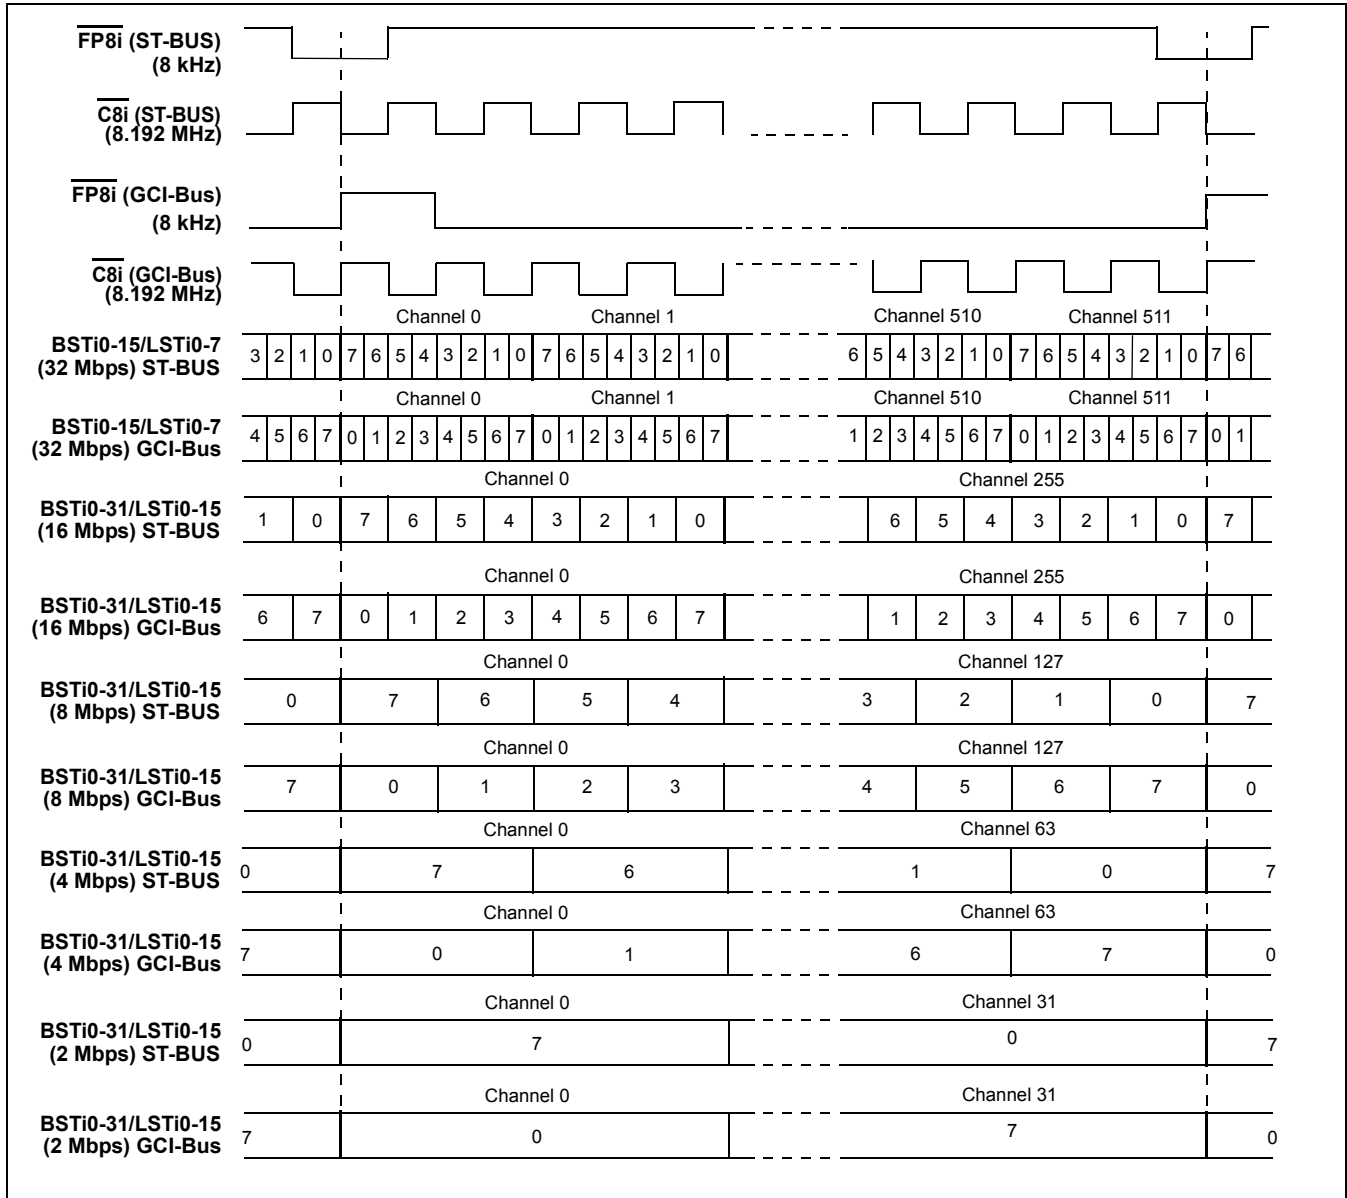 FP8i (ST-BUS)
(8 kHz)
C8i (ST-BUS)
(8.192 MHz)
FP8i (GCI-Bus)
(8 kHz)
C8i (GCI-Bus)
(8.192 MHz)
Channel 0 Channel 1 Channel 510 Channel 511
BSTi0-15/LSTi0-7
(32 Mbps) ST-BUS
3 2 1 0 7 6 5 4 3 2 1 0 7 6 5 4 3 2 1 0 6 5 4 3 2 1 0 7 6 5 4 3 2 1 0 7 6
Channel 0 Channel 1 Channel 510 Channel 511
BSTi0-15/LSTi0-7
(32 Mbps) GCI-Bus
4 5 6 7 0 1 2 3 4 5 6 7 0 1 2 3 4 5 6 7 1 2 3 4 5 6 7 0 1 2 3 4 5 6 7 0 1
Channel 0 Channel 255
BSTi0-31/LSTi0-15
(16 Mbps) ST-BUS
1 0 7 6 5 4 3 2 1 0 6 5 4 3 2 1 0 7
Channel 0 Channel 255
BSTi0-31/LSTi0-15
(16 Mbps) GCI-Bus
6 7 0 1 2 3 4 5 6 7 1 2 3 4 5 6 7 0
Channel 0 Channel 127
BSTi0-31/LSTi0-15
(8 Mbps) ST-BUS
0 7 6 5 4 3 2 1 0 7
Channel 0 Channel 127
BSTi0-31/LSTi0-15
(8 Mbps) GCI-Bus
7 0 1 2 3 4 5 6 7 0
Channel 0 Channel 63
BSTi0-31/LSTi0-15
(4 Mbps) ST-BUS
0 7 6 1 0 7
Channel 0 Channel 63
BSTi0-31/LSTi0-15
(4 Mbps) GCI-Bus
7 0 1 6 7 0
Channel 0 Channel 31
BSTi0-31/LSTi0-15
(2 Mbps) ST-BUS
0 7 0 7
Channel 0 Channel 31
BSTi0-31/LSTi0-15
(2 Mbps) GCI-Bus
7 0 7 0